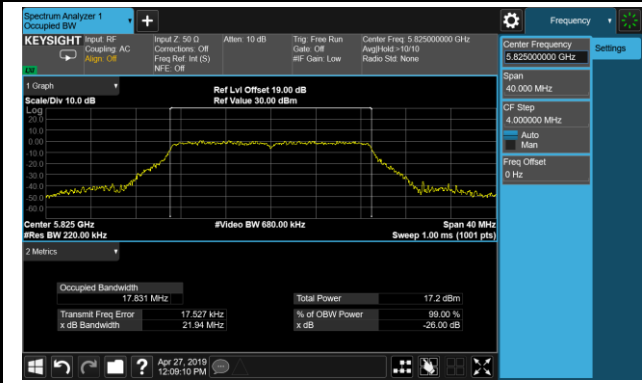 Spectrum Analyzer 1
Occupied BW
+
Frequency
KEYSIGHT
Input: RF
Coupling: AC
Align: Off
Input Z: 50 Ω
Corrections: Off
Freq Ref: Int (S)
NFE: Off
Atten: 10 dB
Trig: Free Run
Gate: Off
#IF Gain: Low
Center Freq: 5.825000000 GHz
Avg|Hold:>10/10
Radio Std: None
Center Frequency
5.825000000 GHz
Settings
Span
40.000 MHz
CF Step
4.000000 MHz
Auto
Man
Freq Offset
0 Hz
1 Graph
Scale/Div 10.0 dB
Ref Lvl Offset 19.00 dB
Ref Value 30.00 dBm
Log
20.0
10.0
0.00
-10.0
-20.0
-30.0
-40.0
-50.0
-60.0
Center 5.825 GHz
#Video BW 680.00 kHz
Span 40 MHz
#Res BW 220.00 kHz
Sweep 1.00 ms (1001 pts)
2 Metrics
Occupied Bandwidth
17.831 MHz
Total Power 17.2 dBm
Transmit Freq Error 17.527 kHz
% of OBW Power 99.00 %
x dB Bandwidth 21.94 MHz
x dB -26.00 dB
?
Apr 27, 2019
12:09:10 PM